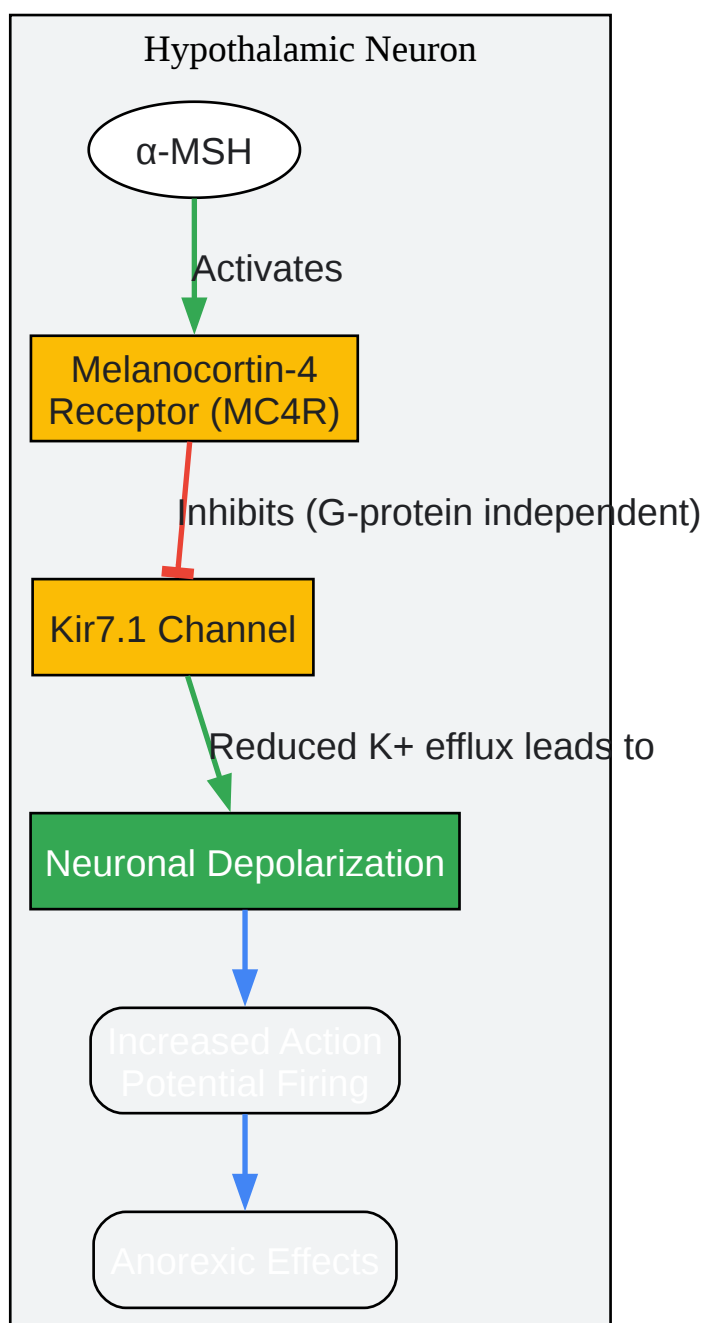 Hypothalamic Neuron
α-MSH
Activates
Melanocortin-4
Receptor (MC4R)
Inhibits (G-protein independent)
Kir7.1 Channel
Reduced K+ efflux leads to
Neuronal Depolarization
Increased Action
Potential Firing
Anorexic Effects